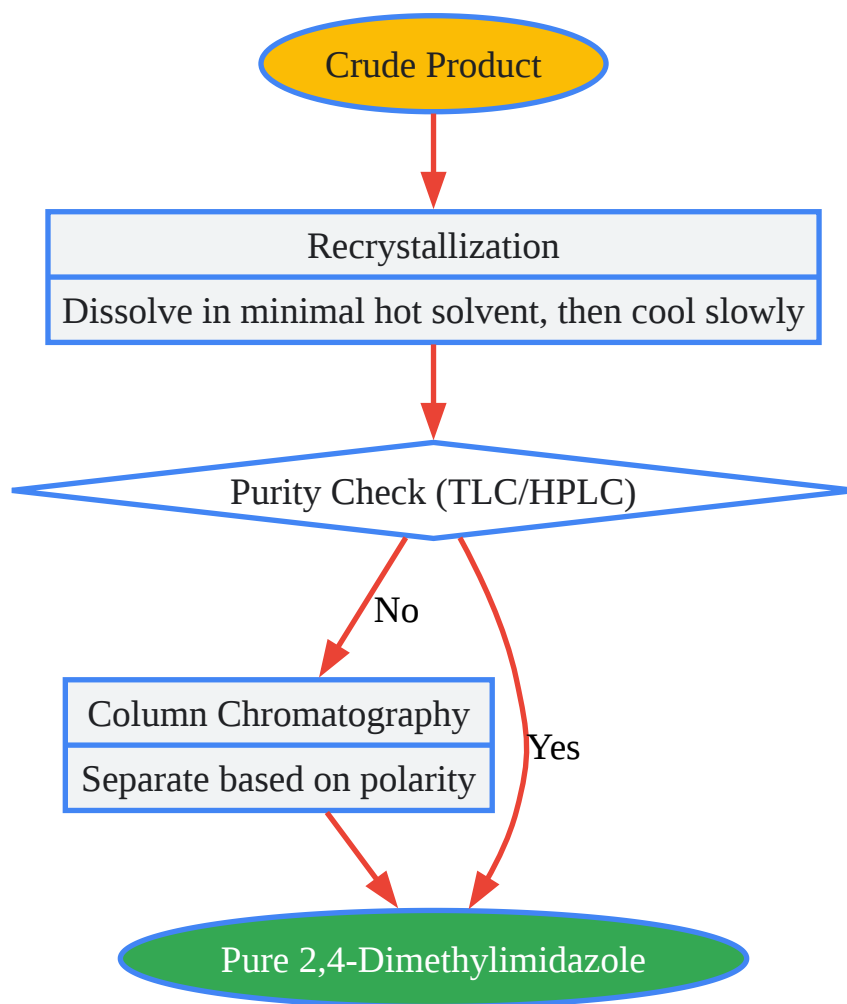 Crude Product
Recrystallization
Dissolve in minimal hot solvent, then cool slowly
Purity Check (TLC/HPLC)
No
Column Chromatography
Yes
Separate based on polarity
Pure 2,4-Dimethylimidazole